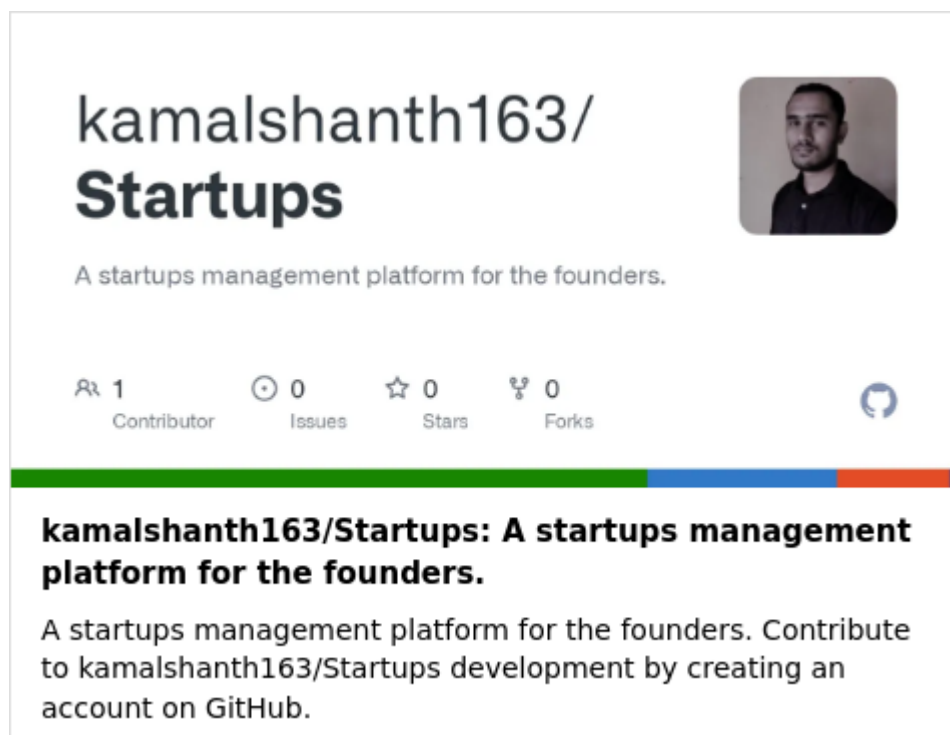 kamalshanth163/
Startups
A startups management platform for the founders.
1
Contributor
0
Issues
0
Stars
0
Forks
kamalshanth163/Startups: A startups management
platform for the founders.
A startups management platform for the founders. Contribute
to kamalshanth163/Startups development by creating an
account on GitHub.